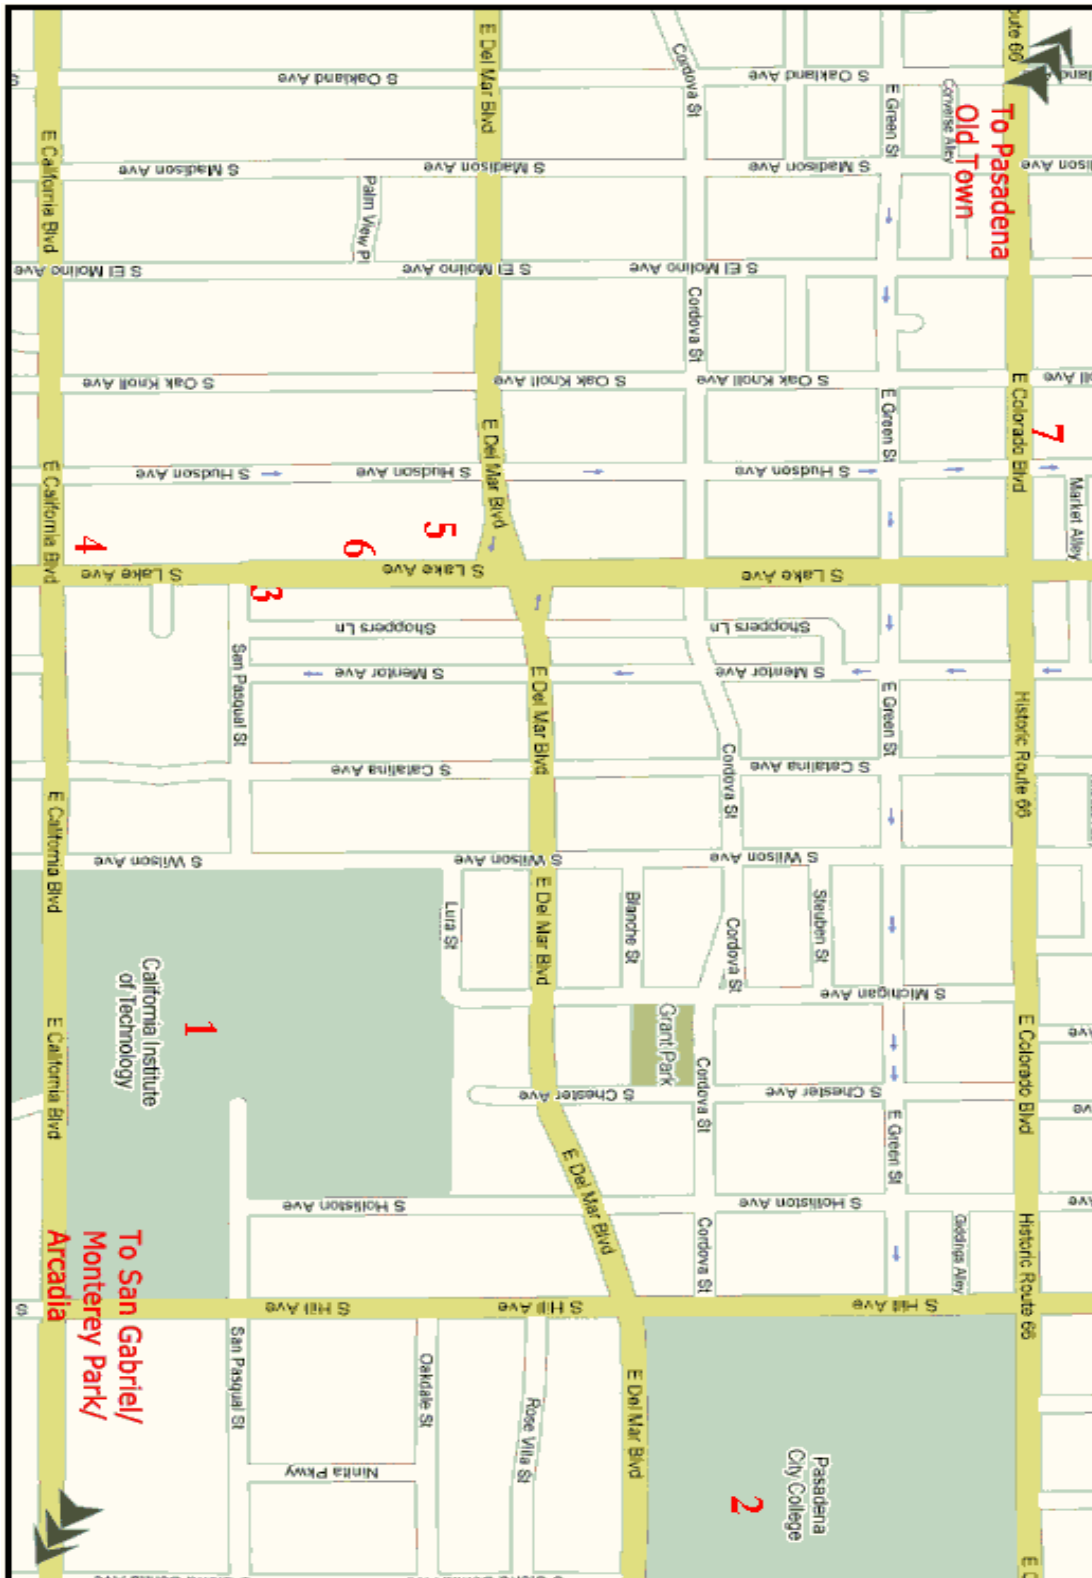 To Pasadena
Old Town
Route 66
S Oakland Ave
S Oakland Ave
Converse Alley
E Green St
Cordova St
E Del Mar Blvd
S Madison Ave
S Madison Ave
S Madison Ave
Palm View Pl
E California Blvd
S El Molino Ave
S El Molino Ave
S El Molino Ave
Cordova St
S Oak Knoll Ave
S Oak Knoll Ave
S Oak Knoll Ave
E Colorado Blvd
E Green St
E Del Mar Blvd
7
S Hudson Ave
S Hudson Ave
S Hudson Ave
Market Alley
E California Blvd
5
6
4
S Lake Ave
S Lake Ave
S Lake Ave
3
Shoppers Ln
Shoppers Ln
S Mentor Ave
S Mentor Ave
San Pasqual St
E Del Mar Blvd
E Green St
Historic Route 66
Cordova St
S Catalina Ave
S Catalina Ave
E California Blvd
S Wilson Ave
S Wilson Ave
S Wilson Ave
Steuben St
Cordova St
Blanche St
E Del Mar Blvd
Lura St
S Michigan Ave
Grant Park
California Institute
of Technology
1
E California Blvd
E Colorado Blvd
S Chester Ave
S Chester Ave
Cordova St
E Green St
E Del Mar Blvd
S Holliston Ave
S Holliston Ave
Giddings Alley
Historic Route 66
Cordova St
S Hill Ave
S Hill Ave
S Hill Ave
To San Gabriel/
Monterey Park/
Arcadia
San Pasqual St
Oakdale St
Rose Villa St
E Del Mar Blvd
Ninita Pkwy
Pasadena
City College
2